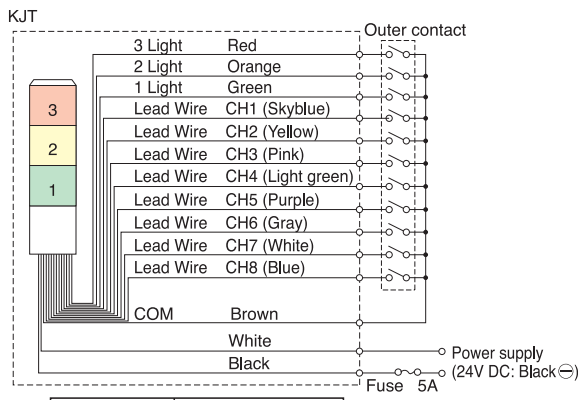 KJT
Outer contact
3 Light Red
2 Light Orange
1 Light Green
Lead Wire CH1 (Skyblue)
Lead Wire CH2 (Yellow)
Lead Wire CH3 (Pink)
Lead Wire CH4 (Light green)
Lead Wire CH5 (Purple)
Lead Wire CH6 (Gray)
Lead Wire CH7 (White)
Lead Wire CH8 (Blue)
3
2
1
COM Brown
White
Black
Power supply
(24V DC: Black⊖)
Fuse 5A